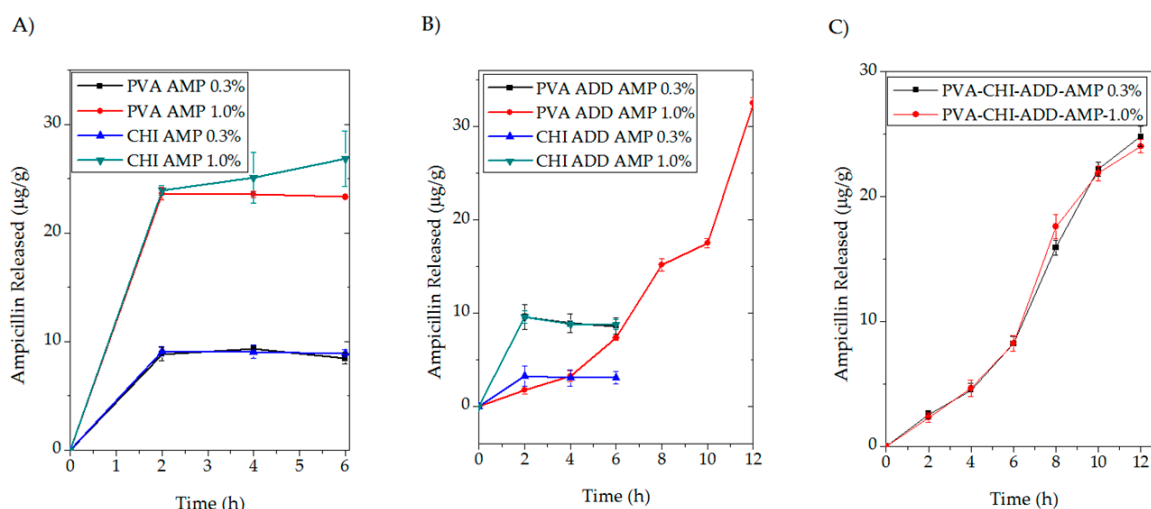 A)
PVA AMP 0.3%
PVA AMP 1.0%
CHI AMP 0.3%
CHI AMP 1.0%
Ampicillin Released (µg/g)
30
20
10
0
0 1 2 3 4 5 6
Time (h)
B)
PVA ADD AMP 0.3%
PVA ADD AMP 1.0%
CHI ADD AMP 0.3%
CHI ADD AMP 1.0%
Ampicillin Released (µg/g)
30
20
10
0
0 2 4 6 8 10 12
Time (h)
C)
PVA-CHI-ADD-AMP 0.3%
PVA-CHI-ADD-AMP-1.0%
Ampicillin Released (µg/g)
30
20
10
0
0 2 4 6 8 10 12
Time (h)